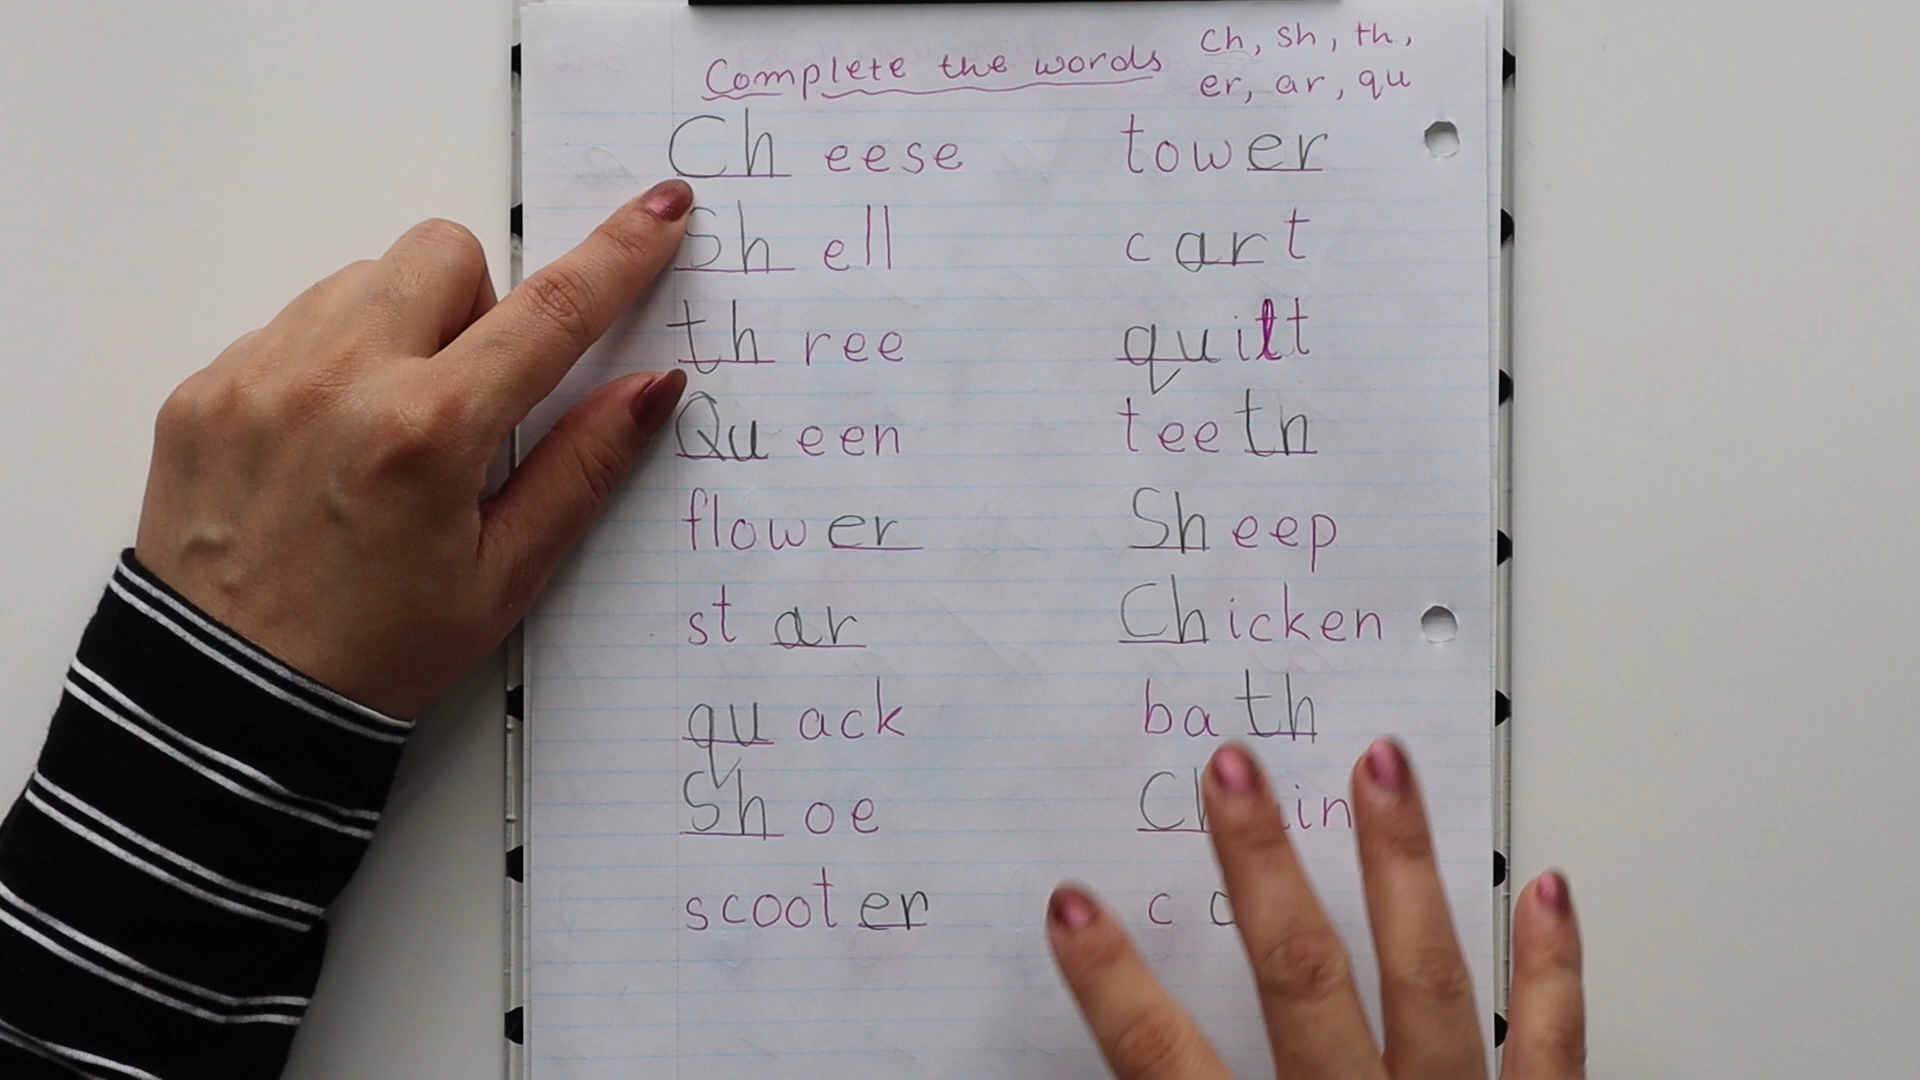 Complete the words
ch, sh, th,
er, ar, qu
Cheese
Shell
three
Queen
flower
star
quack
Shoe
scooter
tower
cart
quilt
teeth
Sheep
Chicken
bath